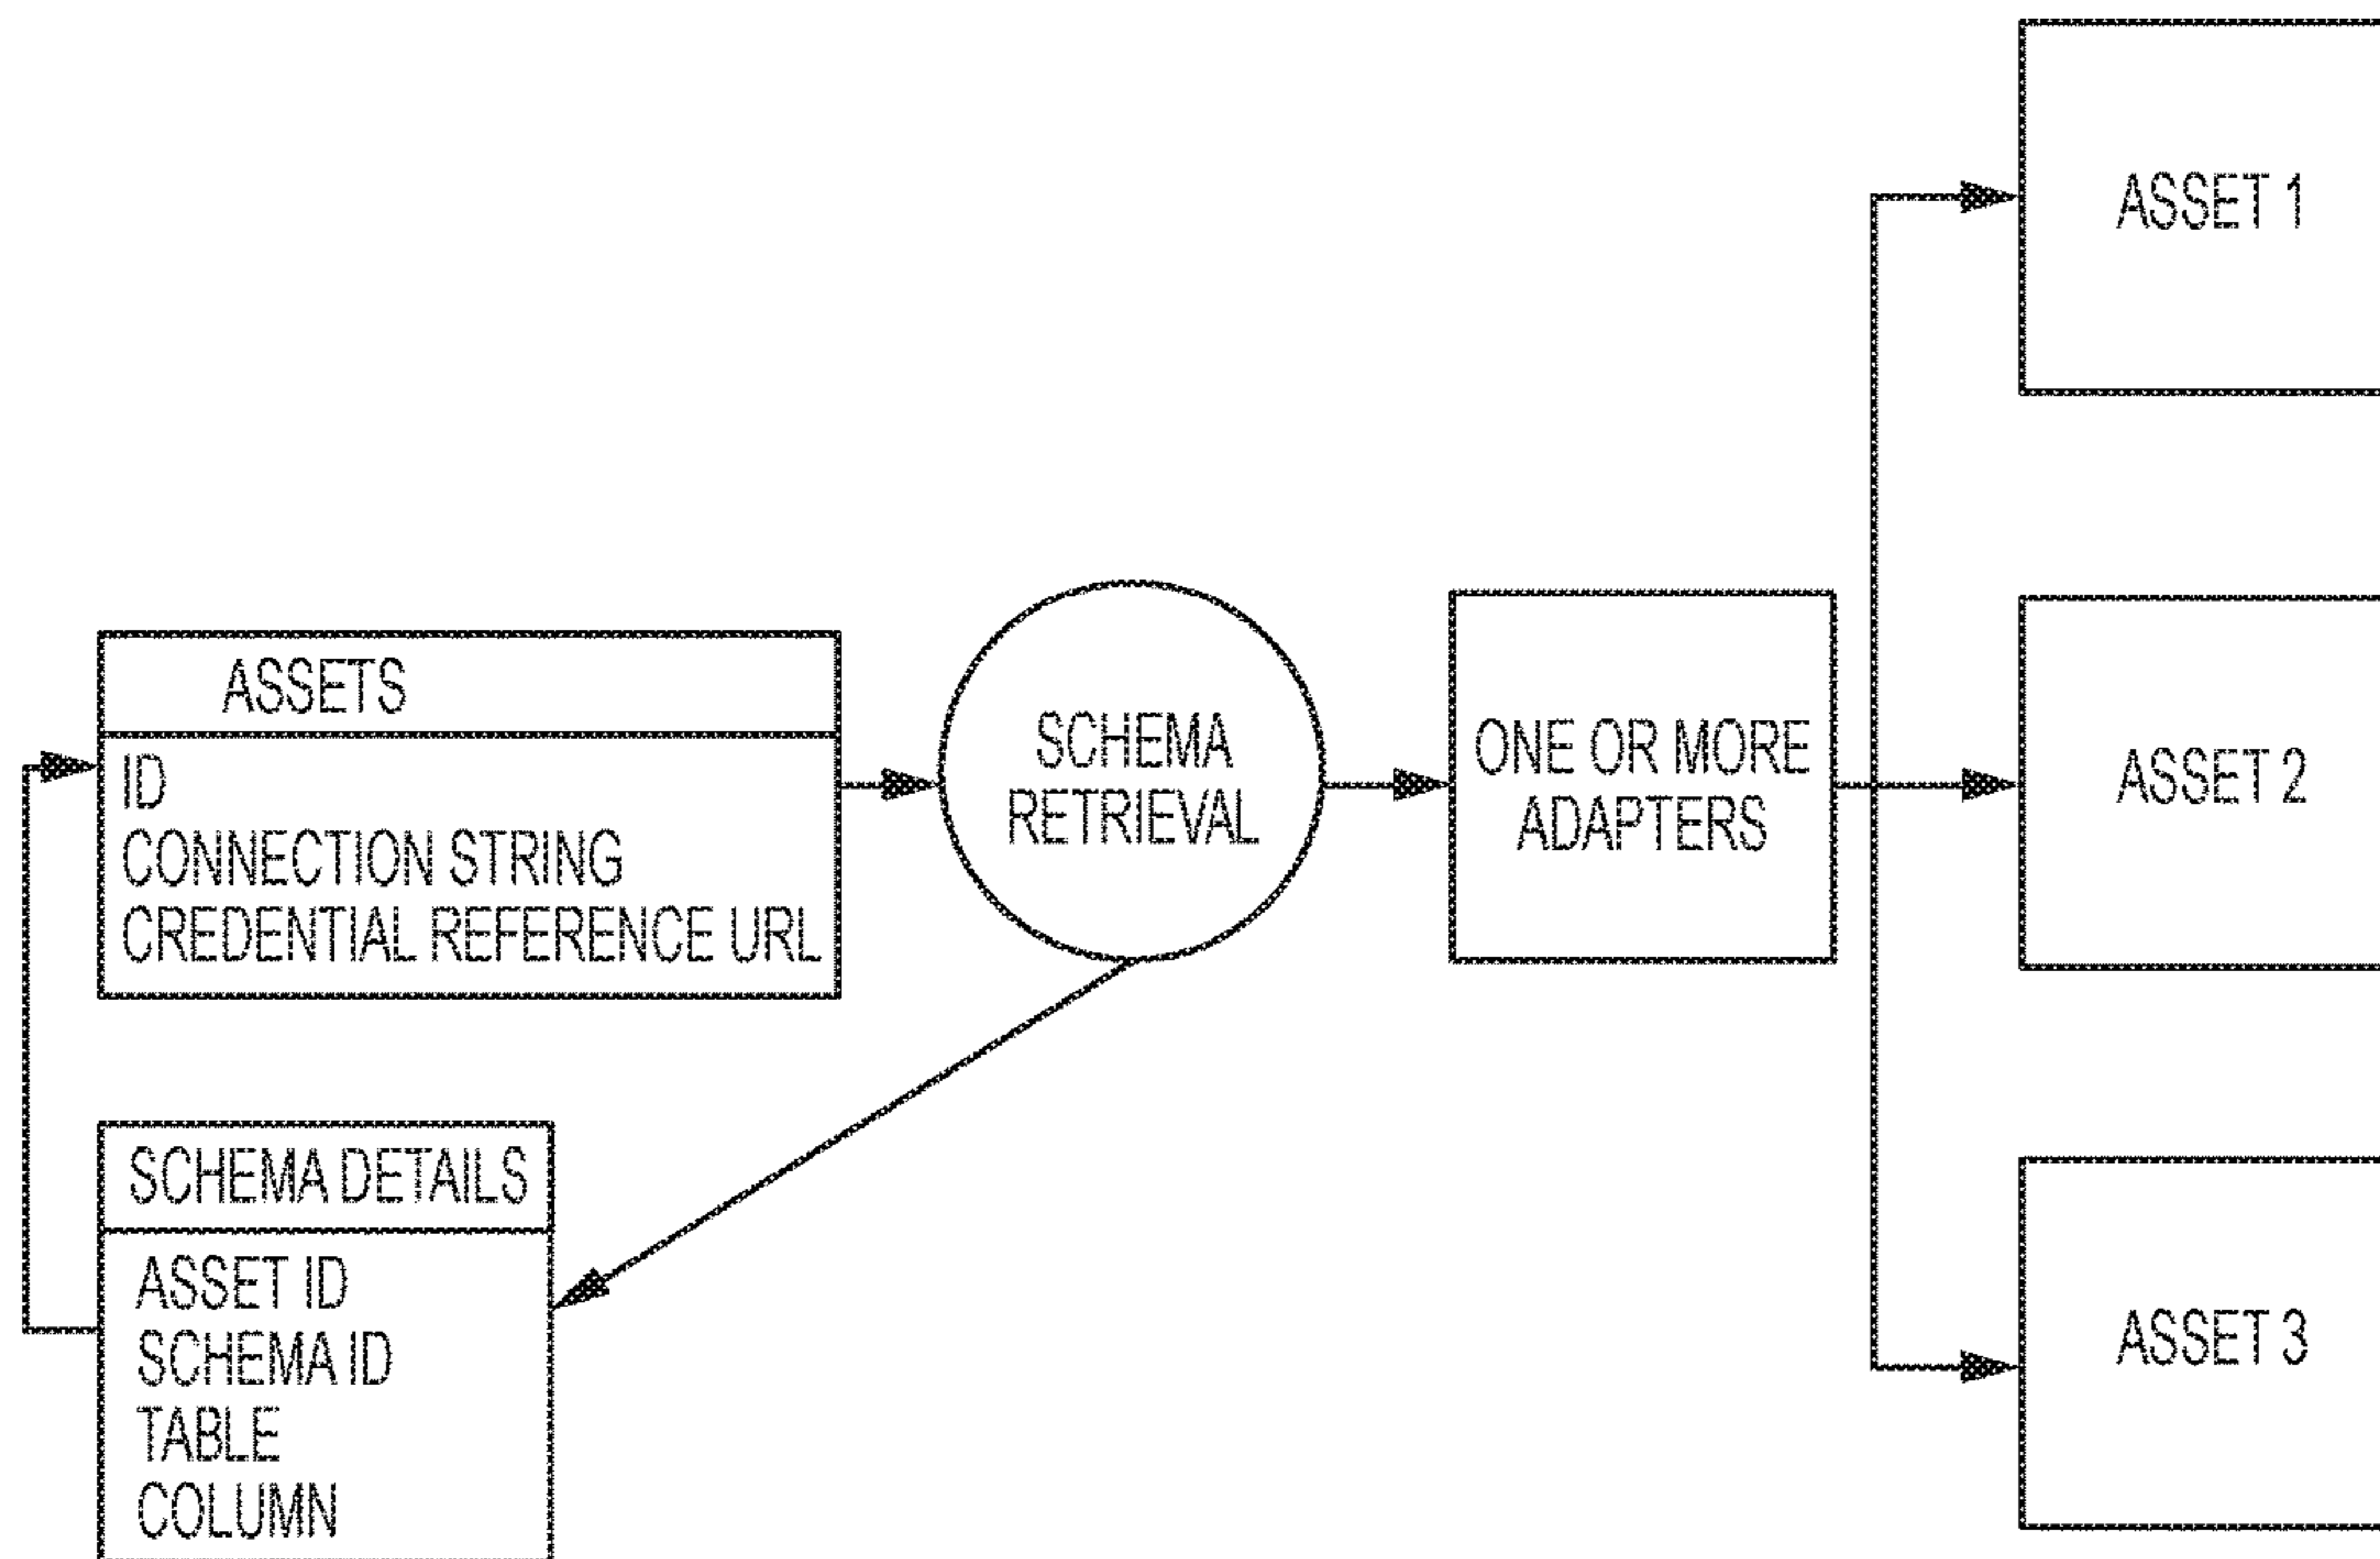 ASSETS
ID
CONNECTION STRING
CREDENTIAL REFERENCE URL
SCHEMA DETAILS
ASSET ID
SCHEMA ID
TABLE
COLUMN
SCHEMA
RETRIEVAL
ONE OR MORE
ADAPTERS
ASSET 1
ASSET 2
ASSET 3